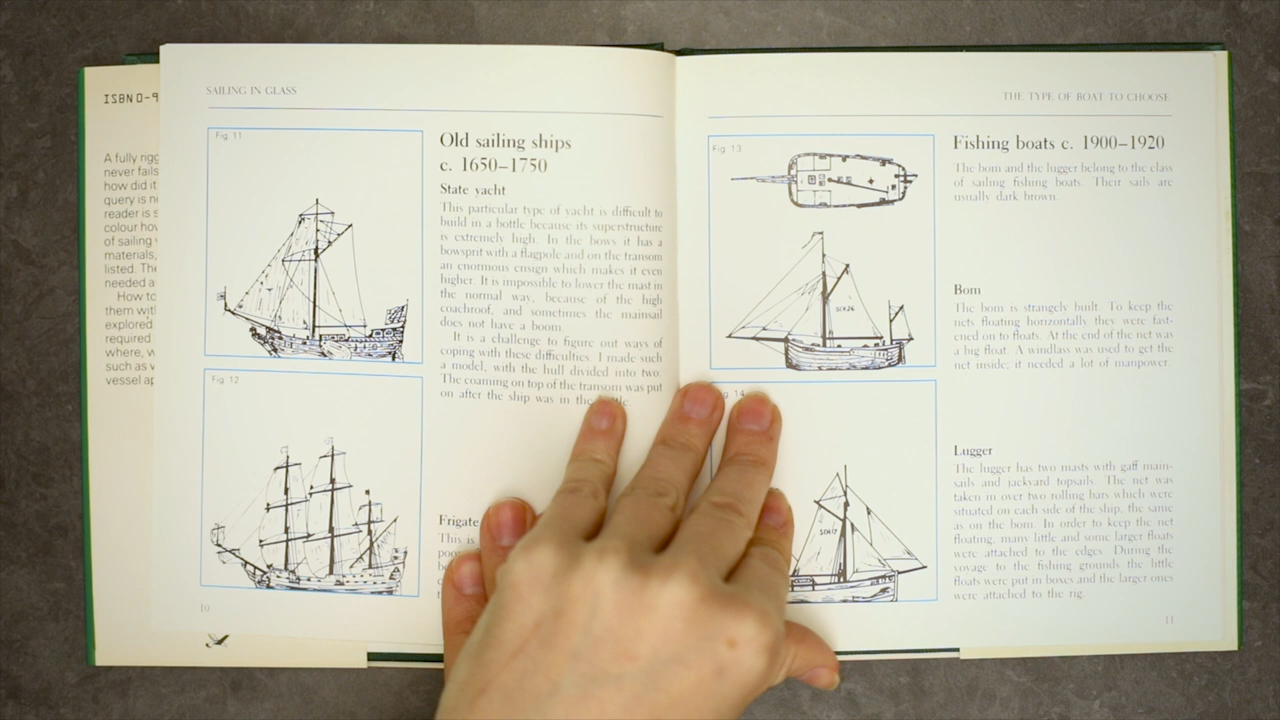 ISBN 0-9
A fully rigg
never fails
how did it
query is n
reader is s
colour hov
of sailing
materials,
listed. The
needed a
How to
them wit
explored
required
where, w
such as v
vessel ap
SAILING IN GLASS
Fig. 11
Old sailing ships
c. 1650–1750
State yacht
This particular type of yacht is difficult to
build in a bottle because its superstructure
is extremely high. In the bows it has a
bowsprit with a flagpole and on the transom
an enormous ensign which makes it even
higher. It is impossible to lower the mast in
the normal way, because of the high
coachroof, and sometimes the mainsail
does not have a boom.
It is a challenge to figure out ways of
coping with these difficulties. I made such
a model, with the hull divided into two.
The coaming on top of the transom was put
on after the ship was in the
Fig. 12
Frigate
This is
10
THE TYPE OF BOAT TO CHOOSE
Fig. 13
SCH 26
Fishing boats c. 1900–1920
The bom and the lugger belong to the class
of sailing fishing boats. Their sails are
usually dark brown.
Bom
The bom is strangely built. To keep the
nets floating horizontally they were fast-
ened on to floats. At the end of the net was
a big float. A windlass was used to get the
net inside; it needed a lot of manpower.
14
SCH 17
Lugger
The lugger has two masts with gaff main-
sails and jackyard topsails. The net was
taken in over two rolling bars which were
situated on each side of the ship, the same
as on the bom. In order to keep the net
floating, many little and some larger floats
were attached to the edges. During the
voyage to the fishing grounds the little
floats were put in boxes and the larger ones
were attached to the rig.
11